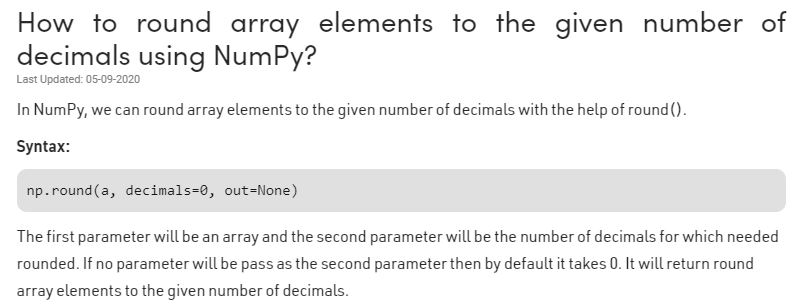 How to round array elements to the given number of
decimals using NumPy?
Last Updated: 05-09-2020
In NumPy, we can round array elements to the given number of decimals with the help of round().
Syntax:
np.round(a, decimals=0, out=None)
The first parameter will be an array and the second parameter will be the number of decimals for which needed
rounded. If no parameter will be pass as the second parameter then by default it takes 0. It will return round
array elements to the given number of decimals.